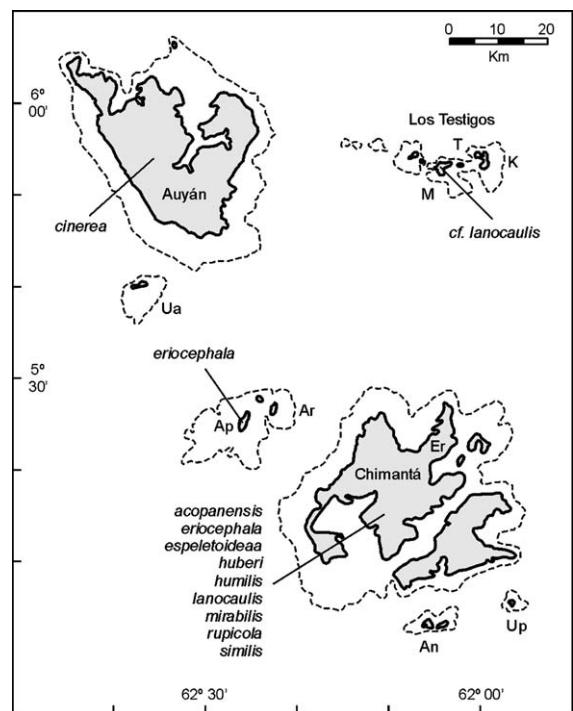 0 10 20
Km
6º
00'
Los Testigos
T
K
M
cf. lanocaulis
Auyán
cinerea
Ua
5º
30'
eriocephala
Ap
Ar
Er
Chimantá
acopanensis
eriocephala
espeletoideaa
huberi
humilis
lanocaulis
mirabilis
rupicola
similis
An
Up
62º 30'
62º 00'